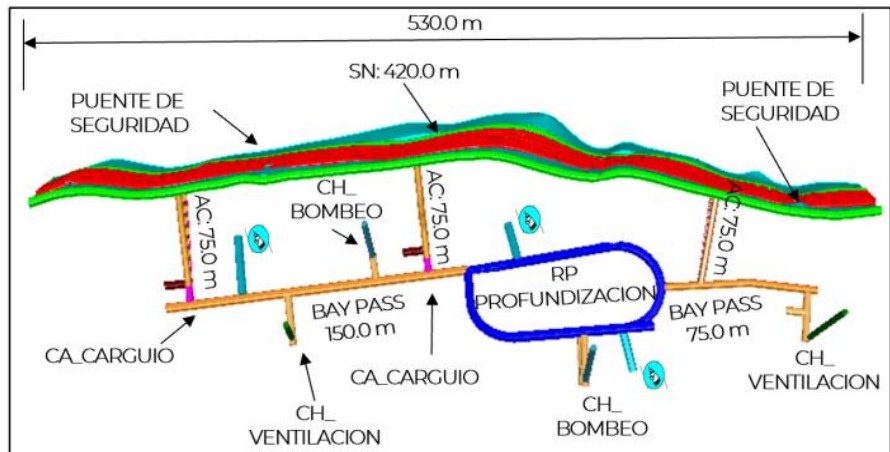 530.0 m
SN: 420.0 m
PUENTE DE
SEGURIDAD
PUENTE DE
SEGURIDAD
CH_
BOMBEO
AC: 75.0 m
AC: 75.0 m
AC: 75.0 m
RP
PROFUNDIZACION
BAY PASS
150.0 m
BAY PASS
75.0 m
CA_CARGUIO
CA_CARGUIO
CH_
VENTILACION
CH_
VENTILACION
CH_
BOMBEO